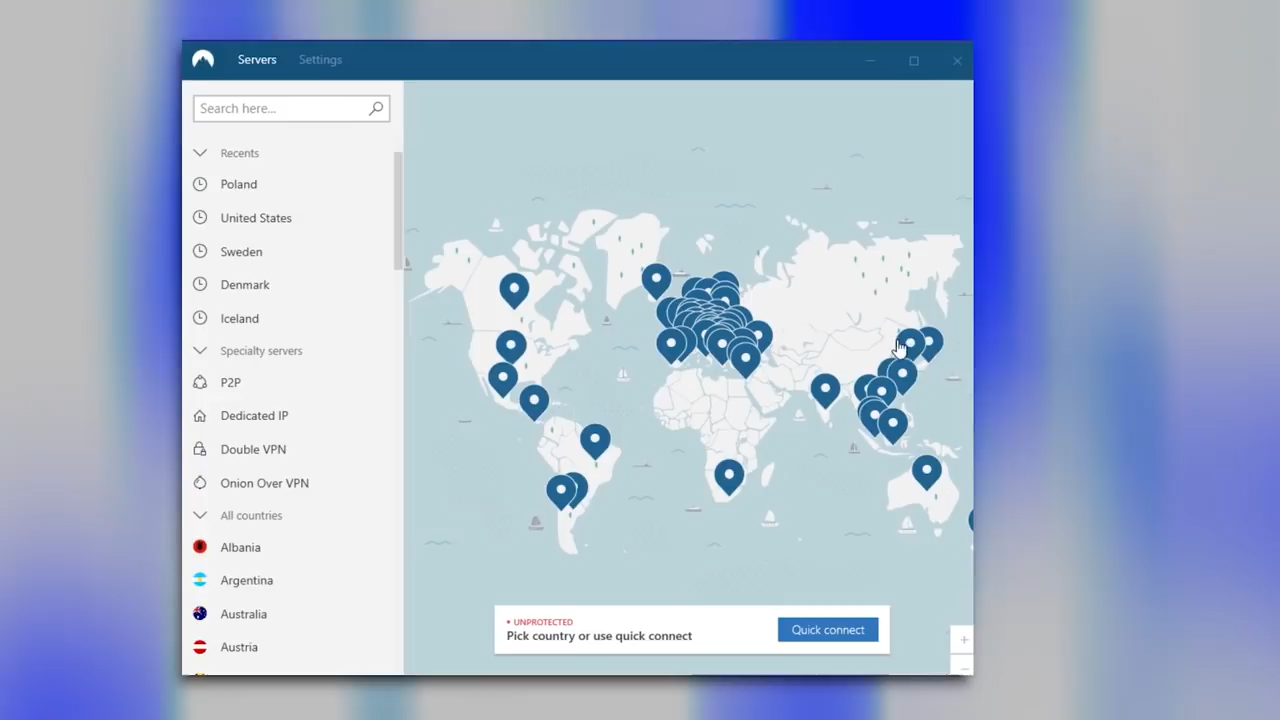 Servers
Settings
Search here...
Recents
Poland
United States
Sweden
Denmark
Iceland
Specialty servers
P2P
Dedicated IP
Double VPN
Onion Over VPN
All countries
Albania
Argentina
Australia
Austria
UNPROTECTED
Pick country or use quick connect
Quick connect